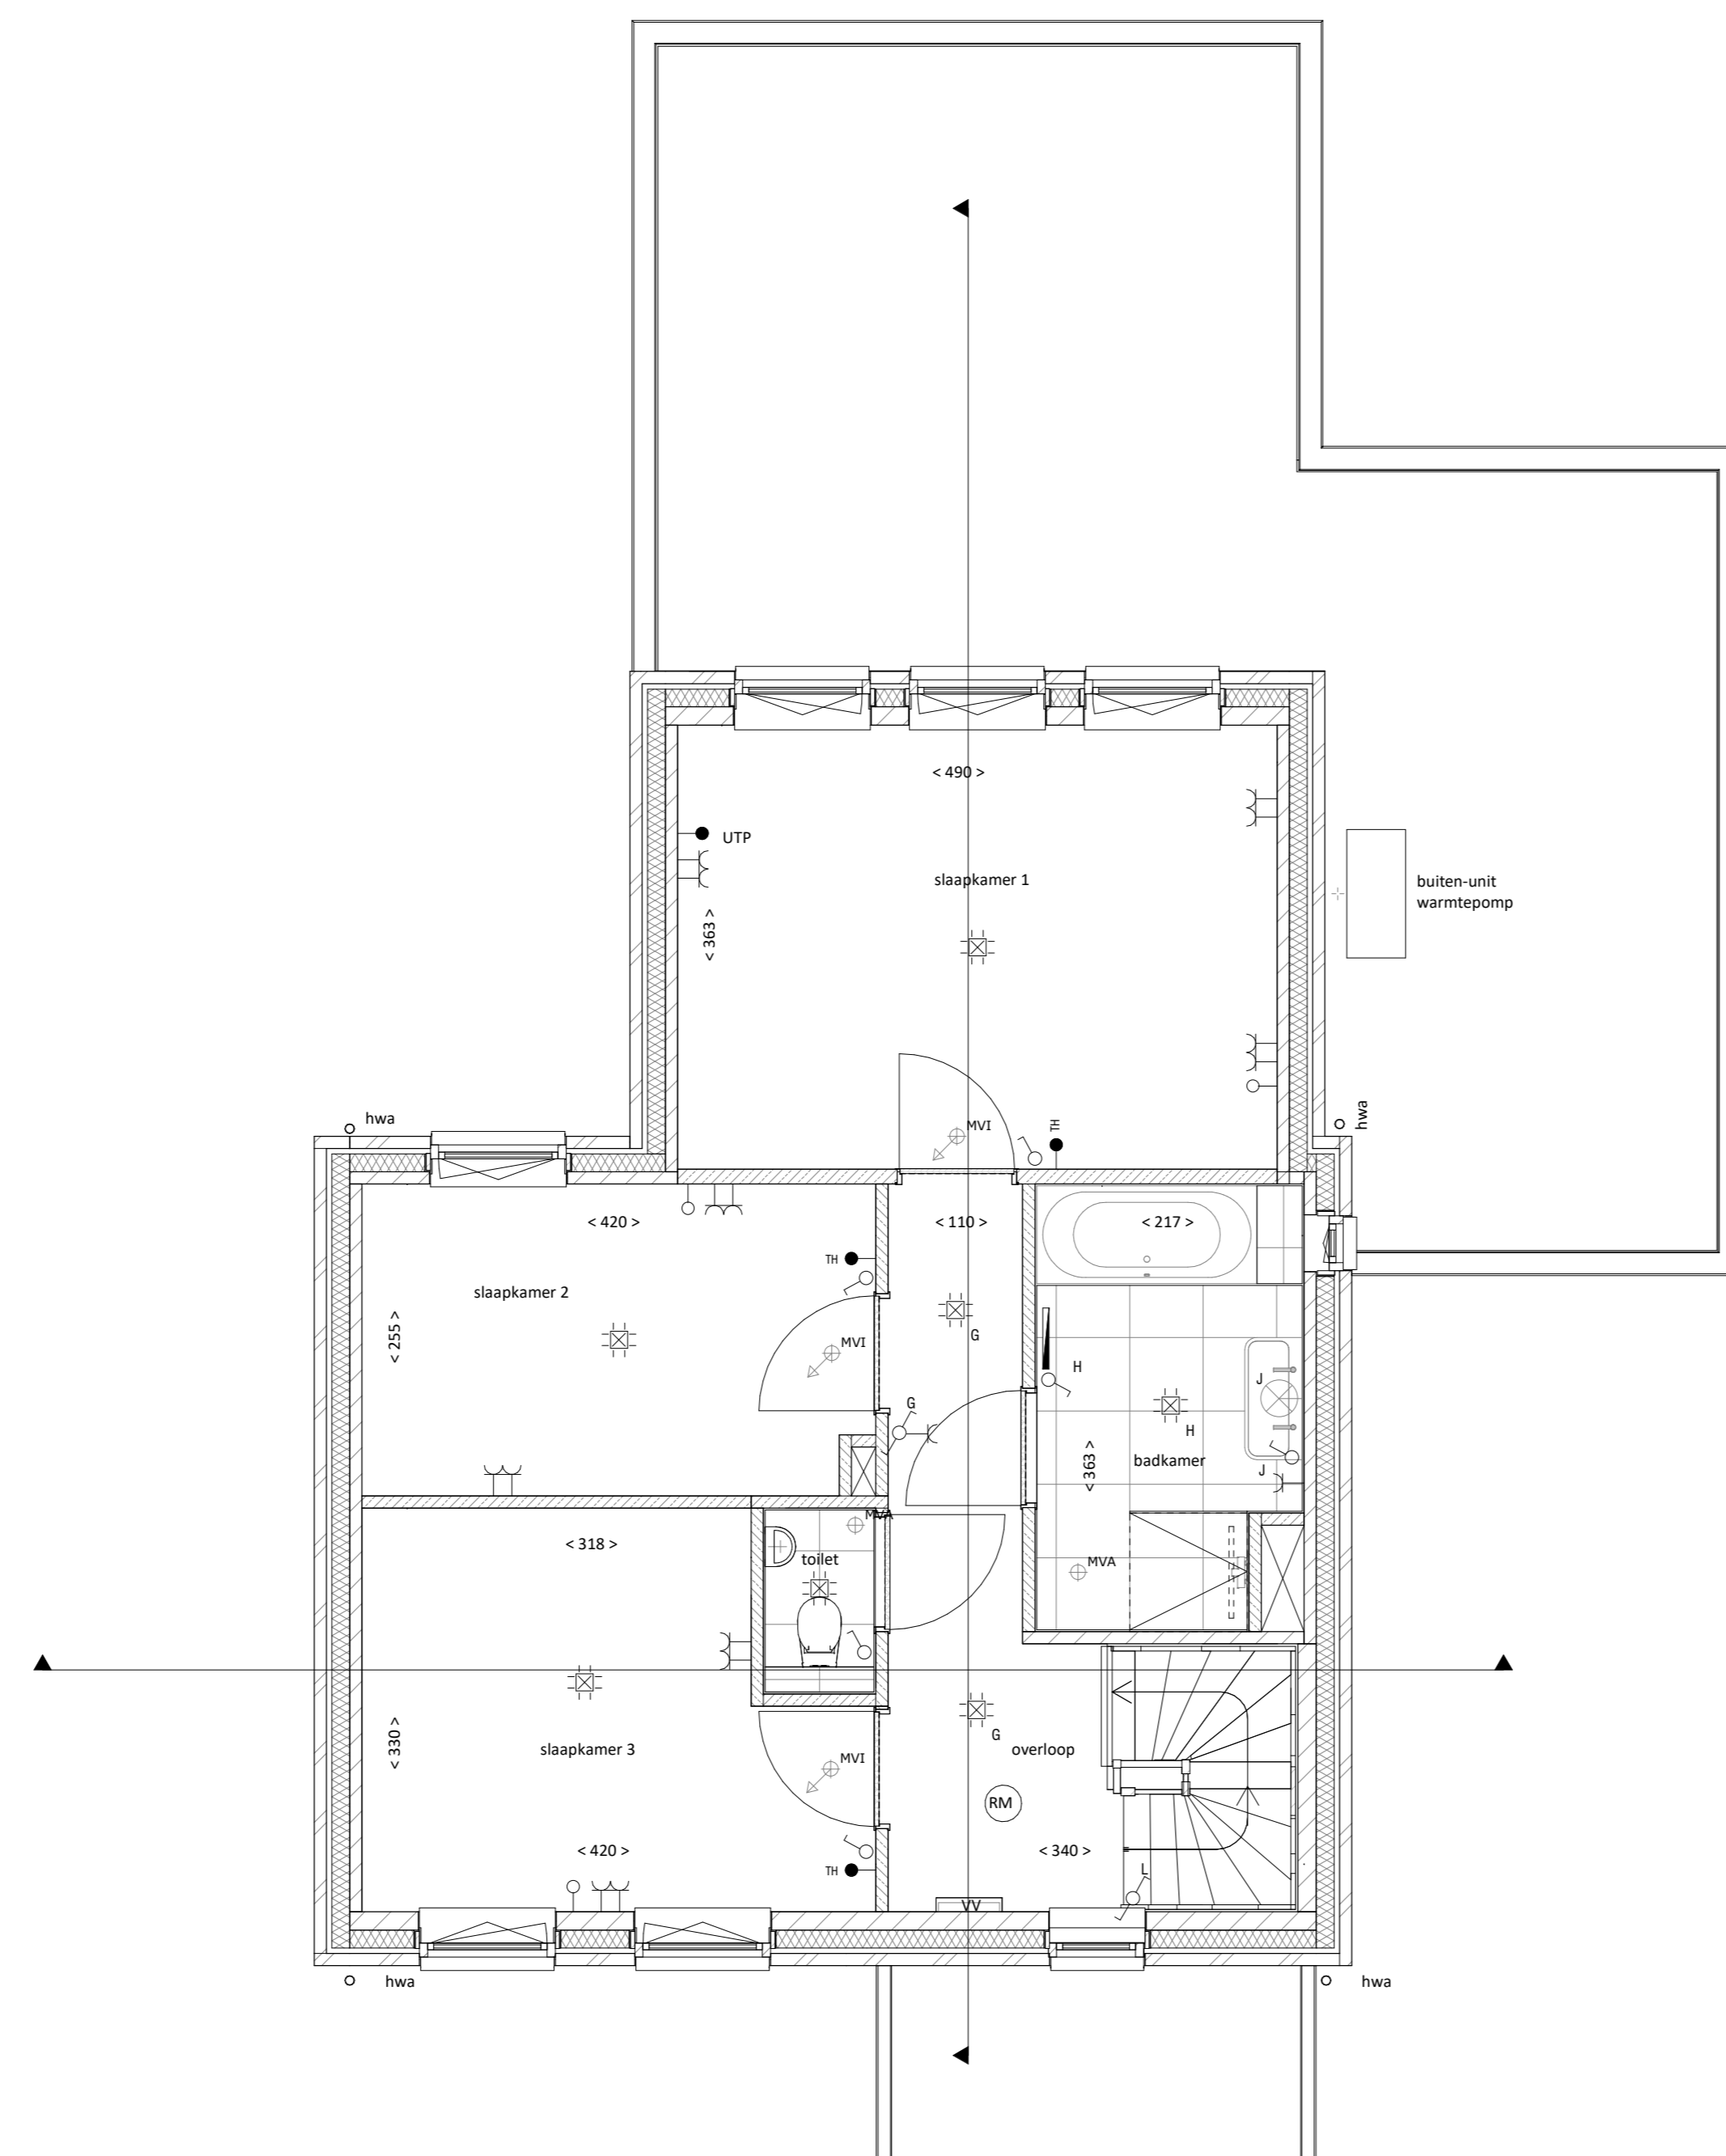 < 490 >
UTP
slaapkamer 1
buiten-unit
warmtepomp
< 363 >
hwa
hwa
MVI
TH
< 420 >
< 110 >
< 217 >
TH
slaapkamer 2
< 255 >
MVI
G
H
J
G
H
badkamer
< 363 >
J
MVA
< 318 >
toilet
MVA
G
< 330 >
slaapkamer 3
MVI
overloop
RM
< 420 >
< 340 >
TH
L
VV
hwa
hwa